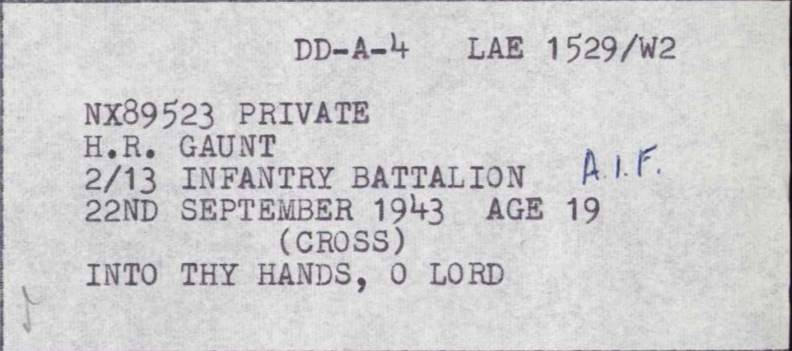 DD-A-4 LAE 1529/W2
NX89523 PRIVATE
H.R. GAUNT
2/13 INFANTRY BATTALION A.I.F.
22ND SEPTEMBER 1943 AGE 19
(CROSS)
INTO THY HANDS, O LORD